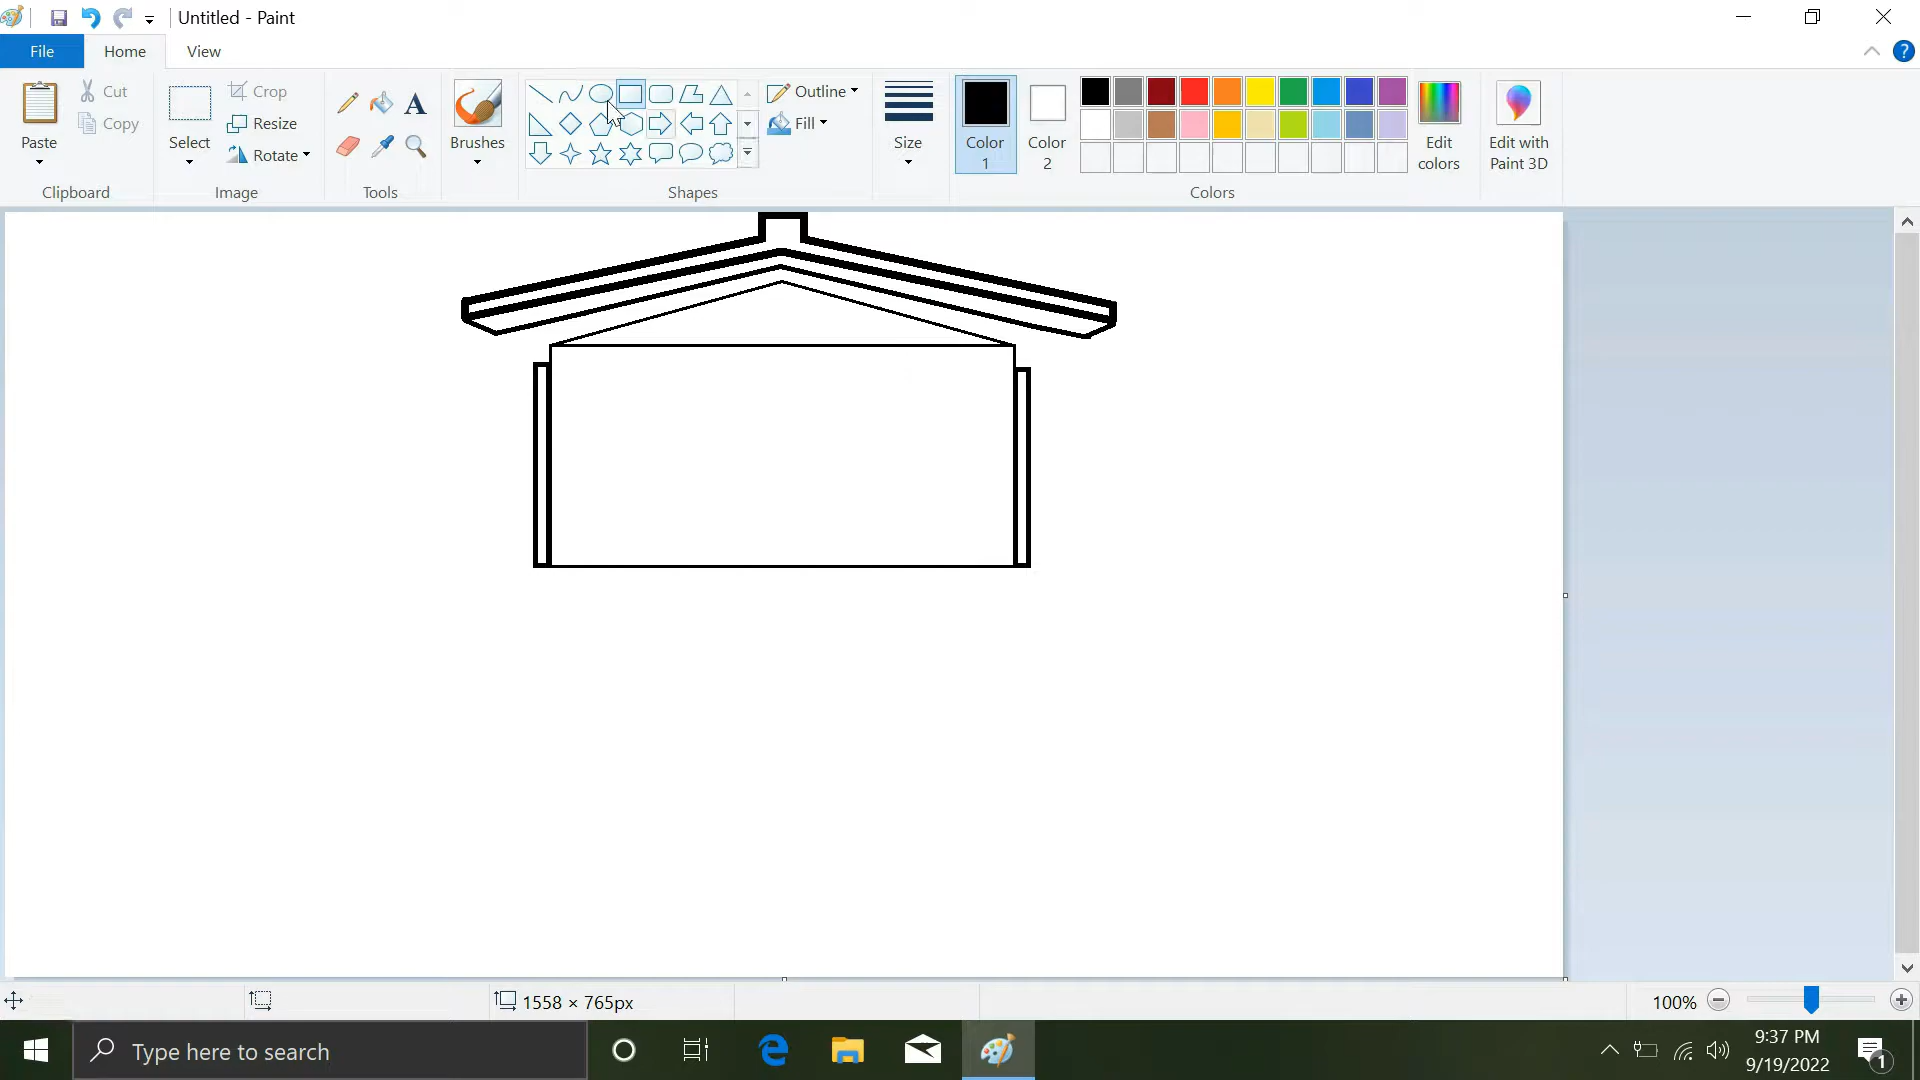 Untitled - Paint
File Home View
Paste
Cut
Copy
Clipboard
Select
Crop
Resize
Rotate
Image
A
Tools
Brushes
Shapes
Outline
Fill
Size
Color 1
Color 2
Colors
Edit colors
Edit with Paint 3D
?
1558 × 765px
100%
Type here to search
9:37 PM
9/19/2022
1